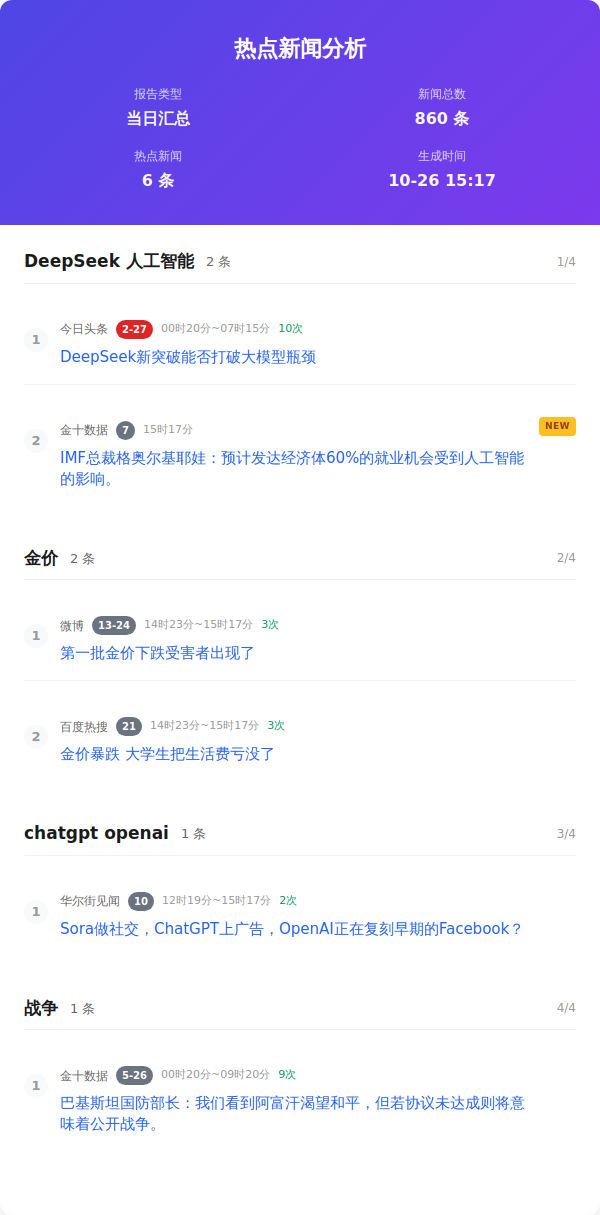 热点新闻分析
报告类型
当日汇总
新闻总数
860 条
热点新闻
6 条
生成时间
10-26 15:17
DeepSeek 人工智能 2 条 1/4
1
今日头条 2-27 00时20分~07时15分 10次
DeepSeek新突破能否打破大模型瓶颈
2
金十数据 7 15时17分 NEW
IMF总裁格奥尔基耶娃：预计发达经济体60%的就业机会受到人工智能
的影响。
金价 2 条 2/4
1
微博 13-24 14时23分~15时17分 3次
第一批金价下跌受害者出现了
2
百度热搜 21 14时23分~15时17分 3次
金价暴跌 大学生把生活费亏没了
chatgpt openai 1 条 3/4
1
华尔街见闻 10 12时19分~15时17分 2次
Sora做社交，ChatGPT上广告，OpenAI正在复刻早期的Facebook？
战争 1 条 4/4
1
金十数据 5-26 00时20分~09时20分 9次
巴基斯坦国防部长：我们看到阿富汗渴望和平，但若协议未达成则将意
味着公开战争。